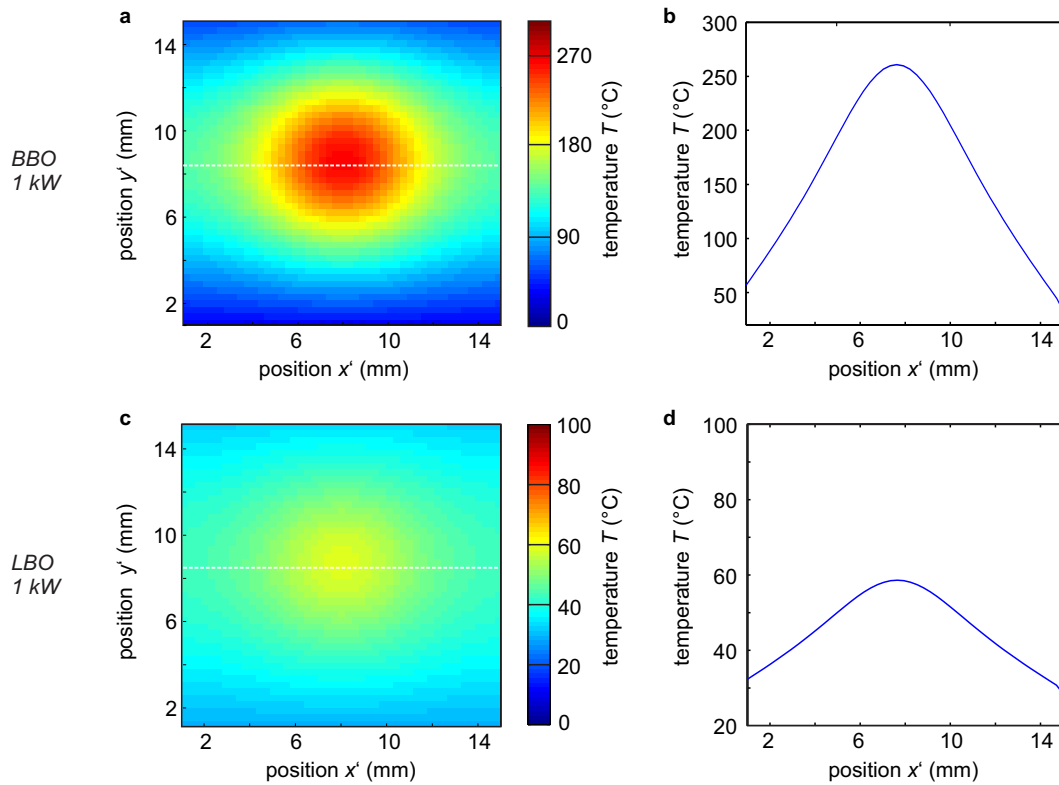 a
14
10
6
2
2
6
10
14
position y‘ (mm)
position x‘ (mm)
270
180
90
0
temperature T (°C)
BBO
1 kW
b
300
250
200
150
100
50
2
6
10
14
temperature T (°C)
position x‘ (mm)
c
14
10
6
2
2
6
10
14
position y‘ (mm)
position x‘ (mm)
100
80
60
40
20
0
temperature T (°C)
LBO
1 kW
d
100
80
60
40
20
2
6
10
14
temperature T (°C)
position x‘ (mm)